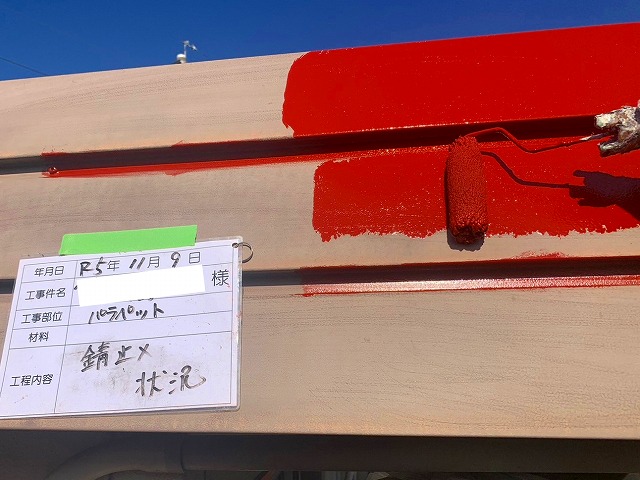 年月日 R5年11月9日
工事件名 様
工事部位 パラペット
材料
工程内容 錆止メ
状況